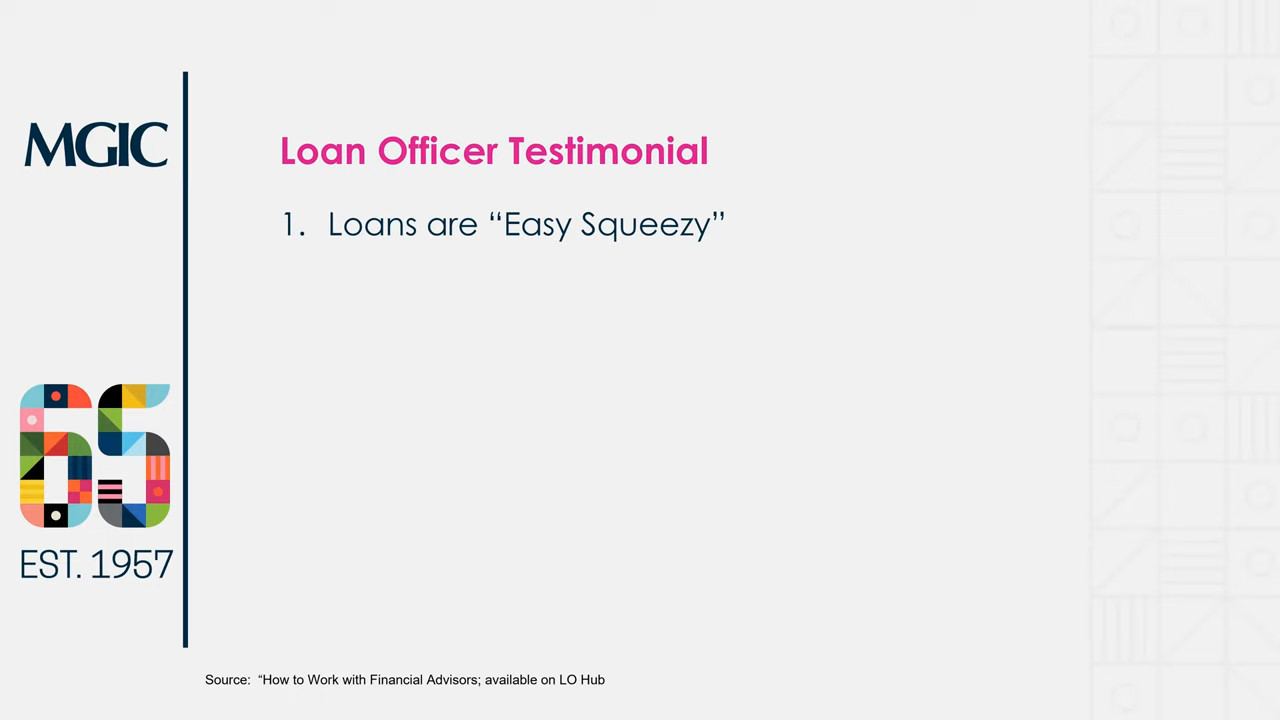 MGIC
Loan Officer Testimonial
1. Loans are “Easy Squeezy”
65
EST. 1957
Source: “How to Work with Financial Advisors; available on LO Hub